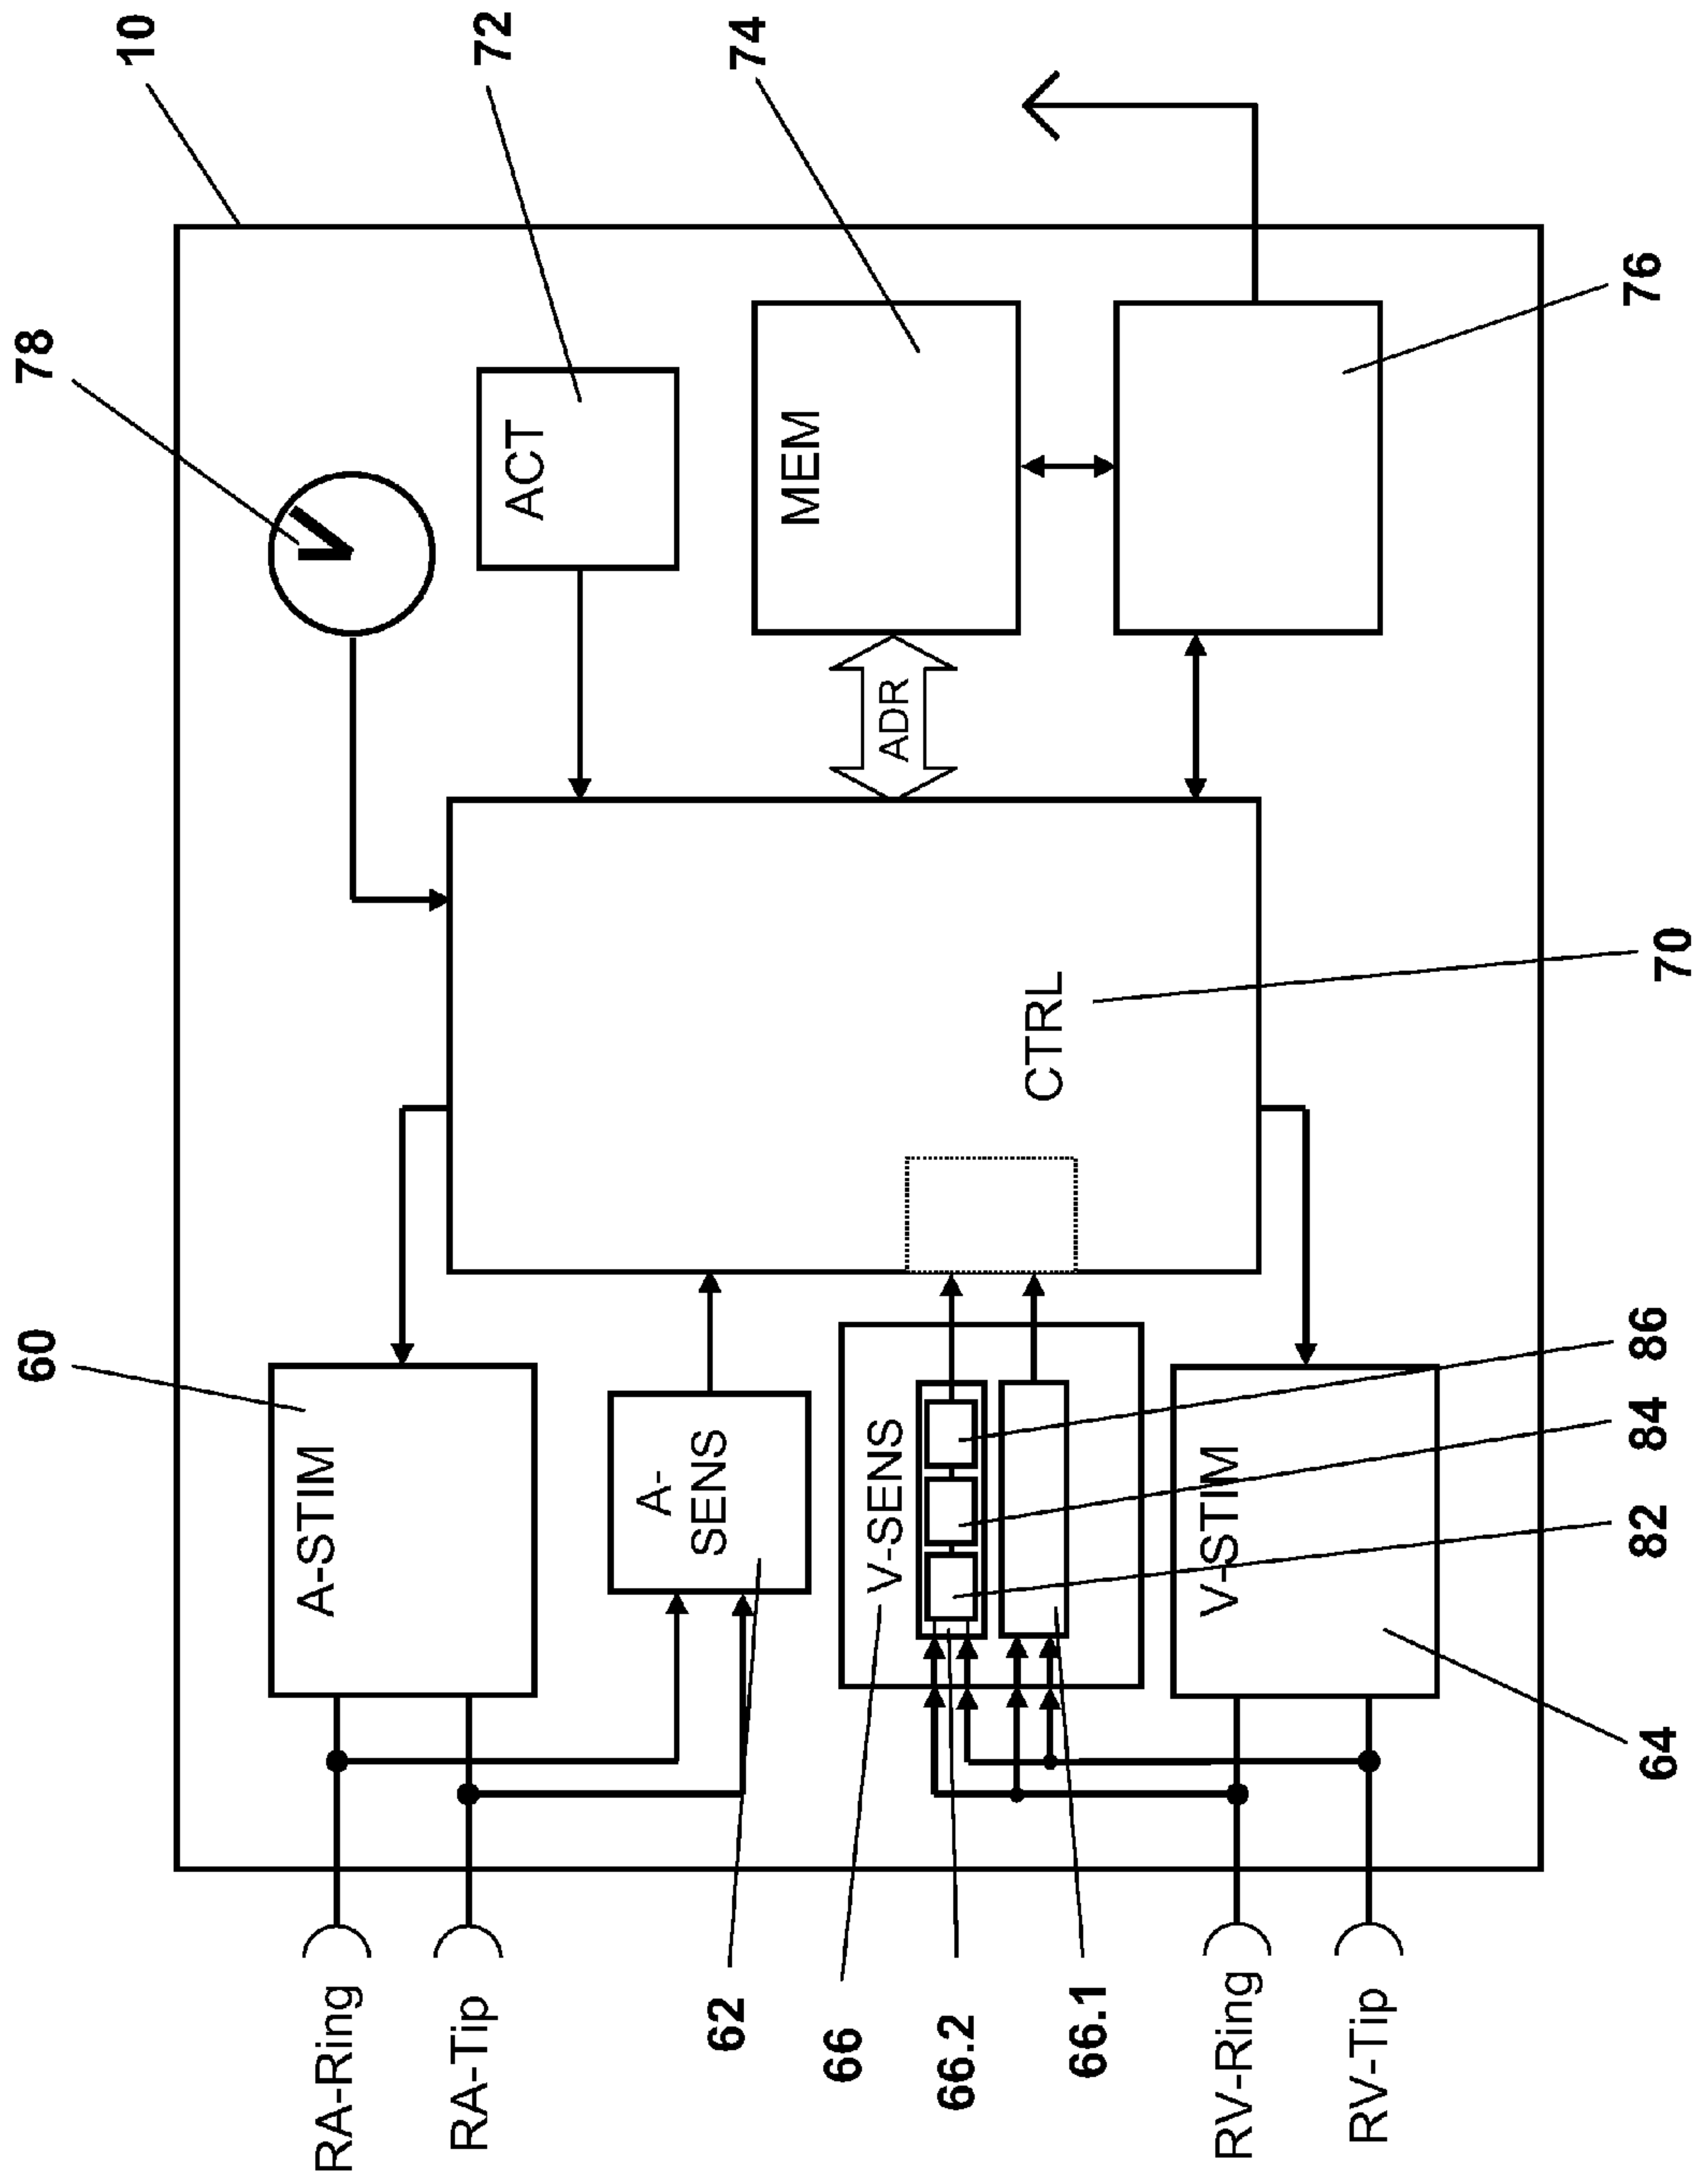 10
72
74
78
76
ACT
MEM
ADR
CTRL
70
60
A-STIM
A-
SENS
V-SENS
V-STIM
86
84
82
64
62
66
66.2
66.1
RA-Ring
RA-Tip
RV-Ring
RV-Tip